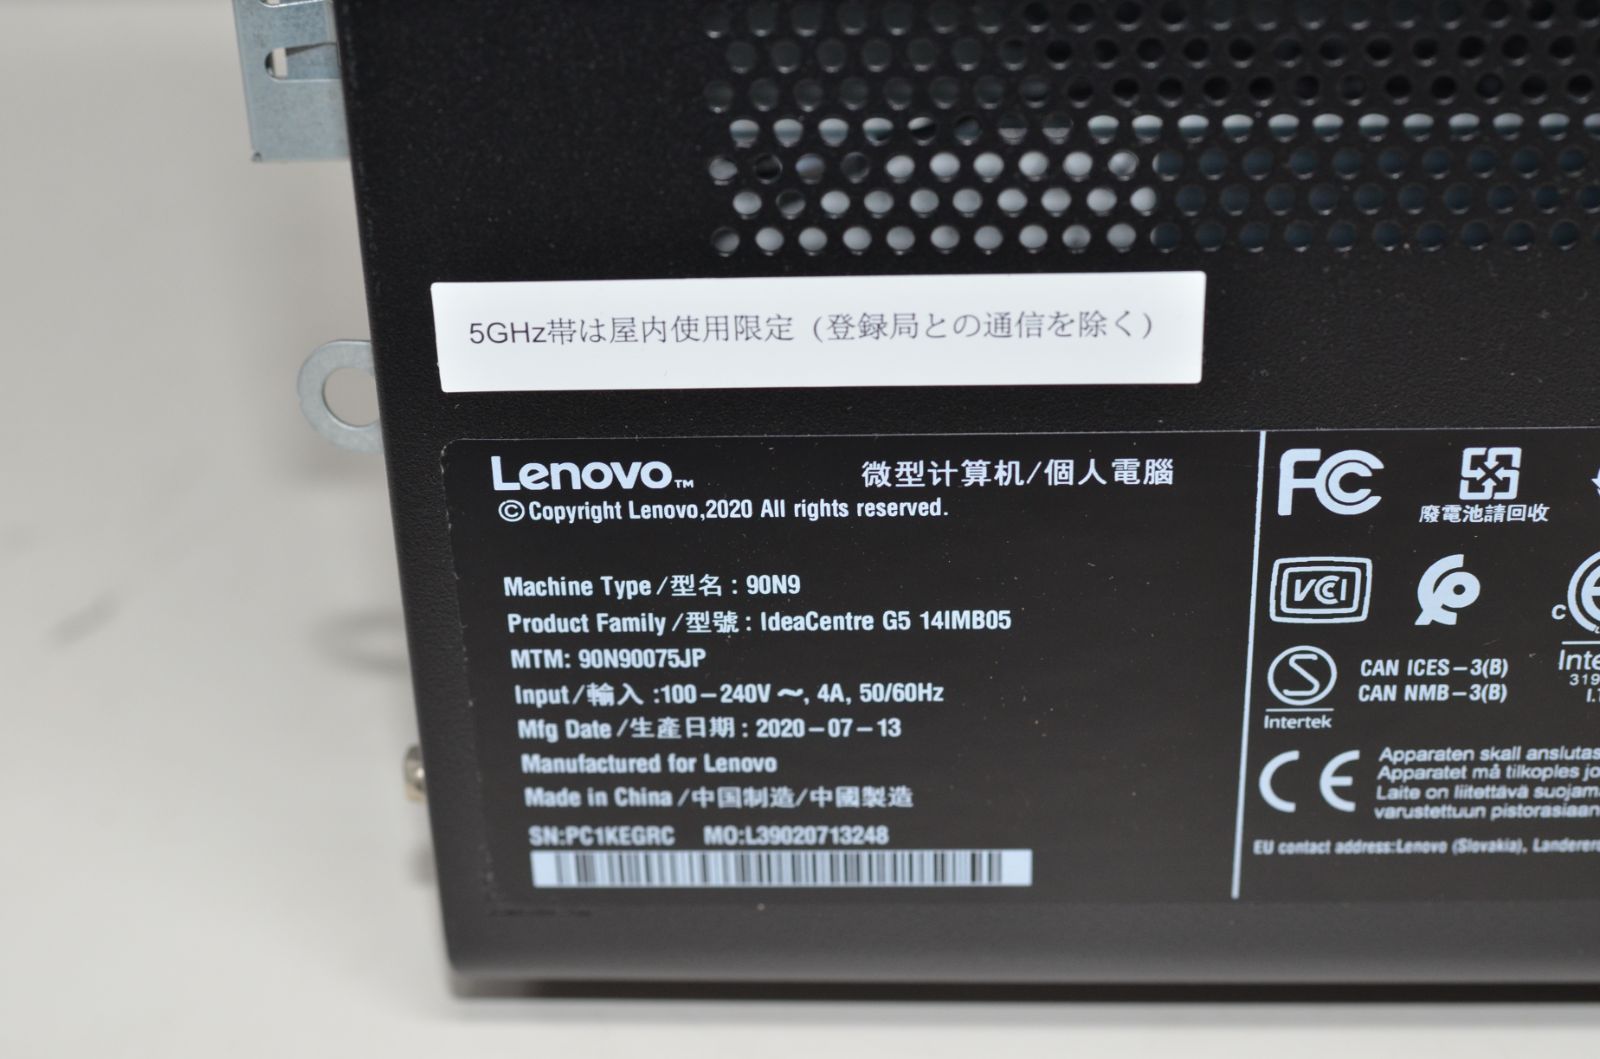 5GHz帯は屋内使用限定（登録局との通信を除く）
Lenovo™ 微型计算机/個人電腦
©Copyright Lenovo,2020 All rights reserved.
Machine Type/型名 : 90N9
Product Family/型號 : IdeaCentre G5 14IMB05
MTM: 90N90075JP
Input/輸入 :100-240V～, 4A, 50/60Hz
Mfg Date/生產日期 : 2020-07-13
Manufactured for Lenovo
Made in China/中国制造/中國製造
SN:PC1KEGRC MO:L39020713248
FC
廢電池請回收
VCCI
S
Intertek
CAN ICES-3(B)
CAN NMB-3(B)
C
Inte
319
I.T
CE
Apparaten skall anslutas
Apparatet må tilkoples jo
Laite on liitettävä suojam
varustettuun pistorasiaan
EU contact address:Lenovo (Slovakia), Landerer